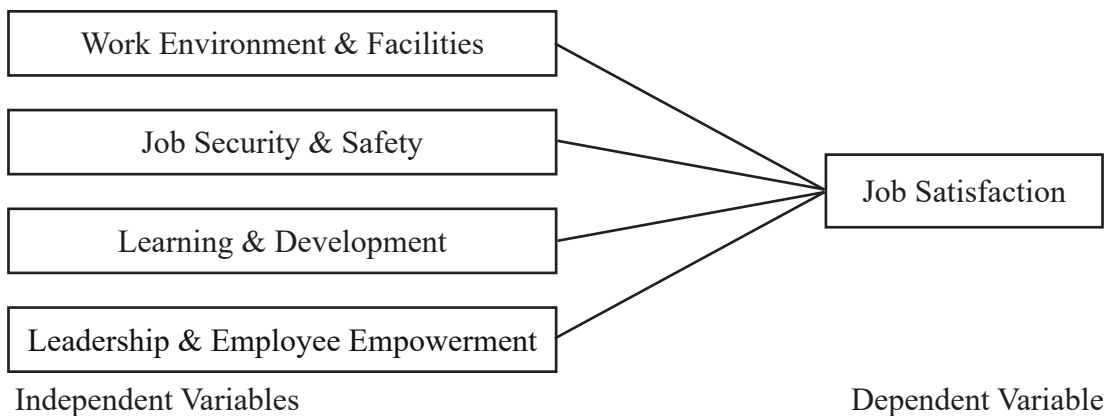 Work Environment & Facilities
Job Security & Safety
Learning & Development
Leadership & Employee Empowerment
Job Satisfaction
Independent Variables
Dependent Variable